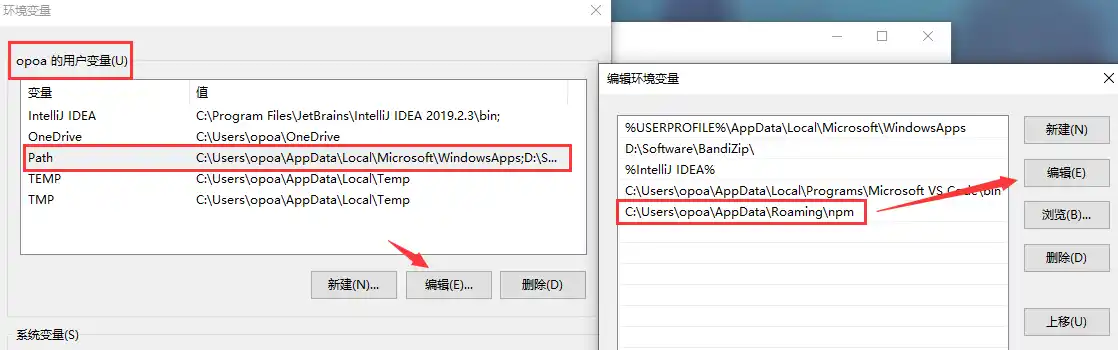 环境变量
opoa 的用户变量(U)
变量 值
IntelliJ IDEA C:\Program Files\JetBrains\IntelliJ IDEA 2019.2.3\bin;
OneDrive C:\Users\opoa\OneDrive
Path C:\Users\opoa\AppData\Local\Microsoft\WindowsApps;D:\S...
TEMP C:\Users\opoa\AppData\Local\Temp
TMP C:\Users\opoa\AppData\Local\Temp
新建(N)... 编辑(E)... 删除(D)
系统变量(S)
编辑环境变量
%USERPROFILE%\AppData\Local\Microsoft\WindowsApps
D:\Software\BandiZip\
%IntelliJ IDEA%
C:\Users\opoa\AppData\Local\Programs\Microsoft VS Code\bin
C:\Users\opoa\AppData\Roaming\npm
新建(N)
编辑(E)
浏览(B)...
删除(D)
上移(U)